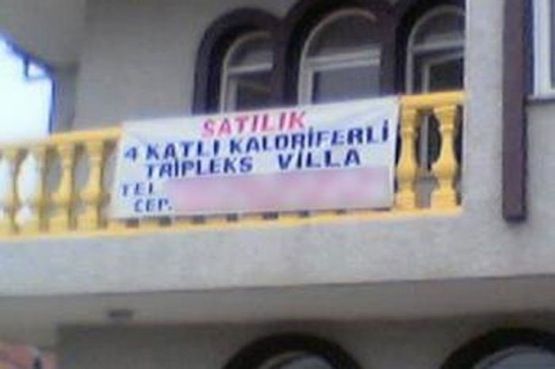 SATILIK
4 KATLI KALORİFERLİ
TRİPLEKS VİLLA
TEL
CEP.